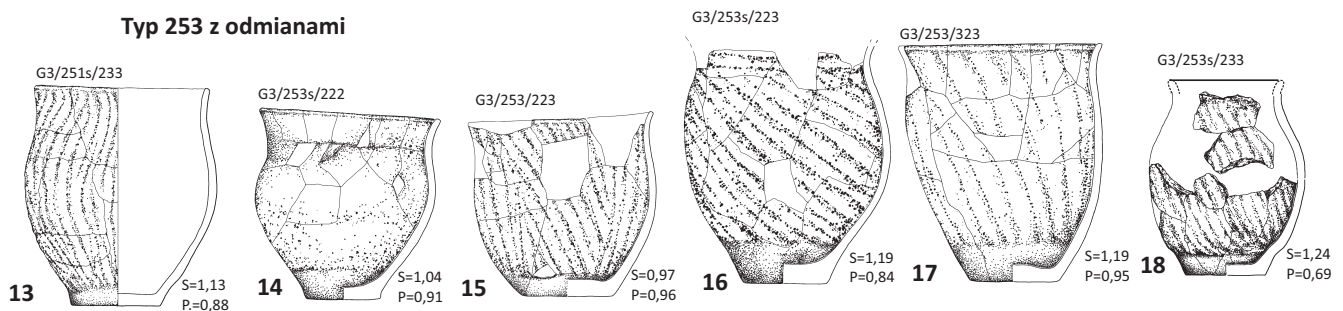 Typ 253 z odmianami
G3/251s/233
13
S=1,13
P.=0,88
G3/253s/222
14
S=1,04
P=0,91
G3/253/223
15
S=0,97
P=0,96
G3/253s/223
16
S=1,19
P=0,84
G3/253/323
17
S=1,19
P=0,95
G3/253s/233
18
S=1,24
P=0,69